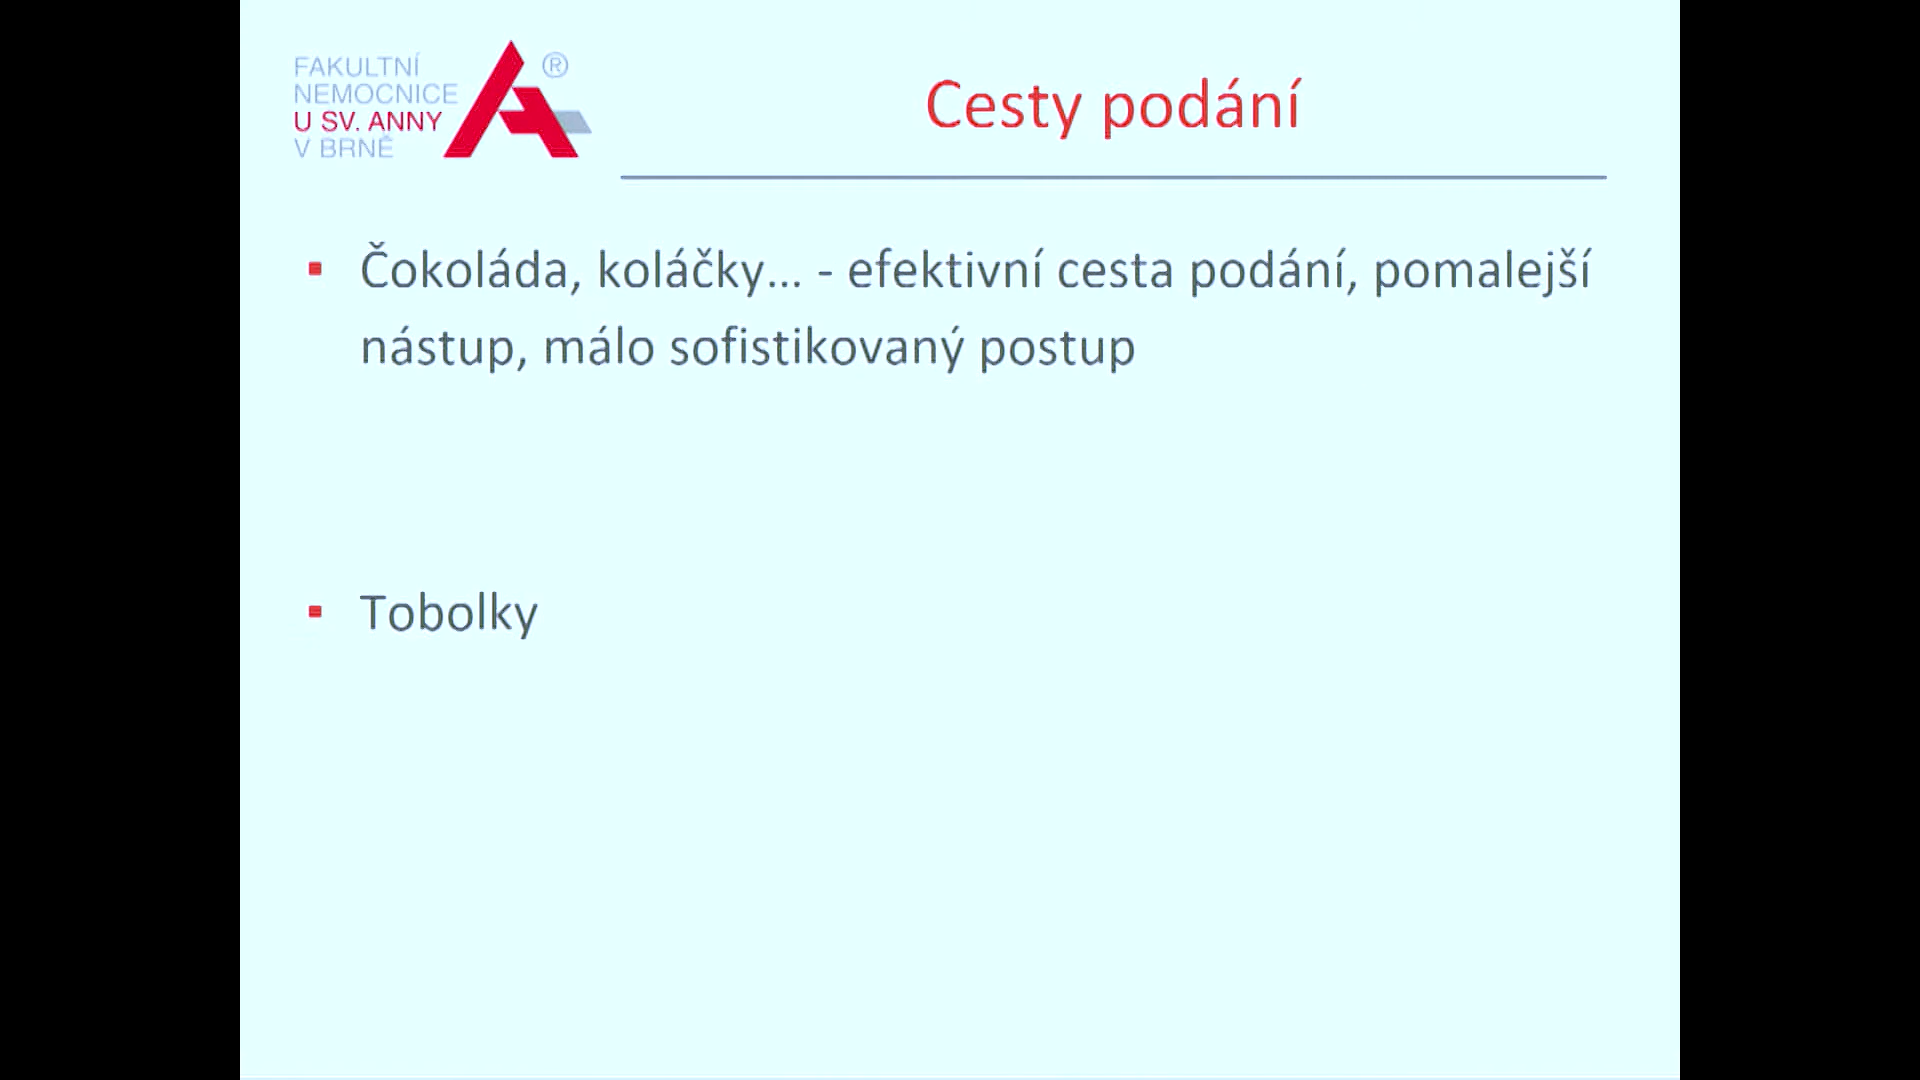 FAKULTNÍ
NEMOCNICE
U SV. ANNY
V BRNĚ
®
Cesty podání
Čokoláda, koláčky... - efektivní cesta podání, pomalejší
nástup, málo sofistikovaný postup
Tobolky